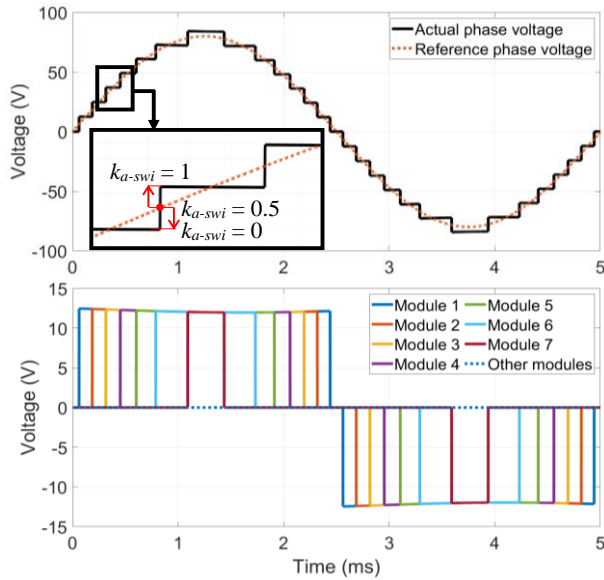 100
50
0
-50
-100
Voltage (V)
Actual phase voltage
Reference phase voltage
k_a-swi = 1
k_a-swi = 0.5
k_a-swi = 0
0 1 2 3 4 5
15
10
5
0
-5
-10
-15
Voltage (V)
Module 1 Module 5
Module 2 Module 6
Module 3 Module 7
Module 4 Other modules
0 1 2 3 4 5
Time (ms)